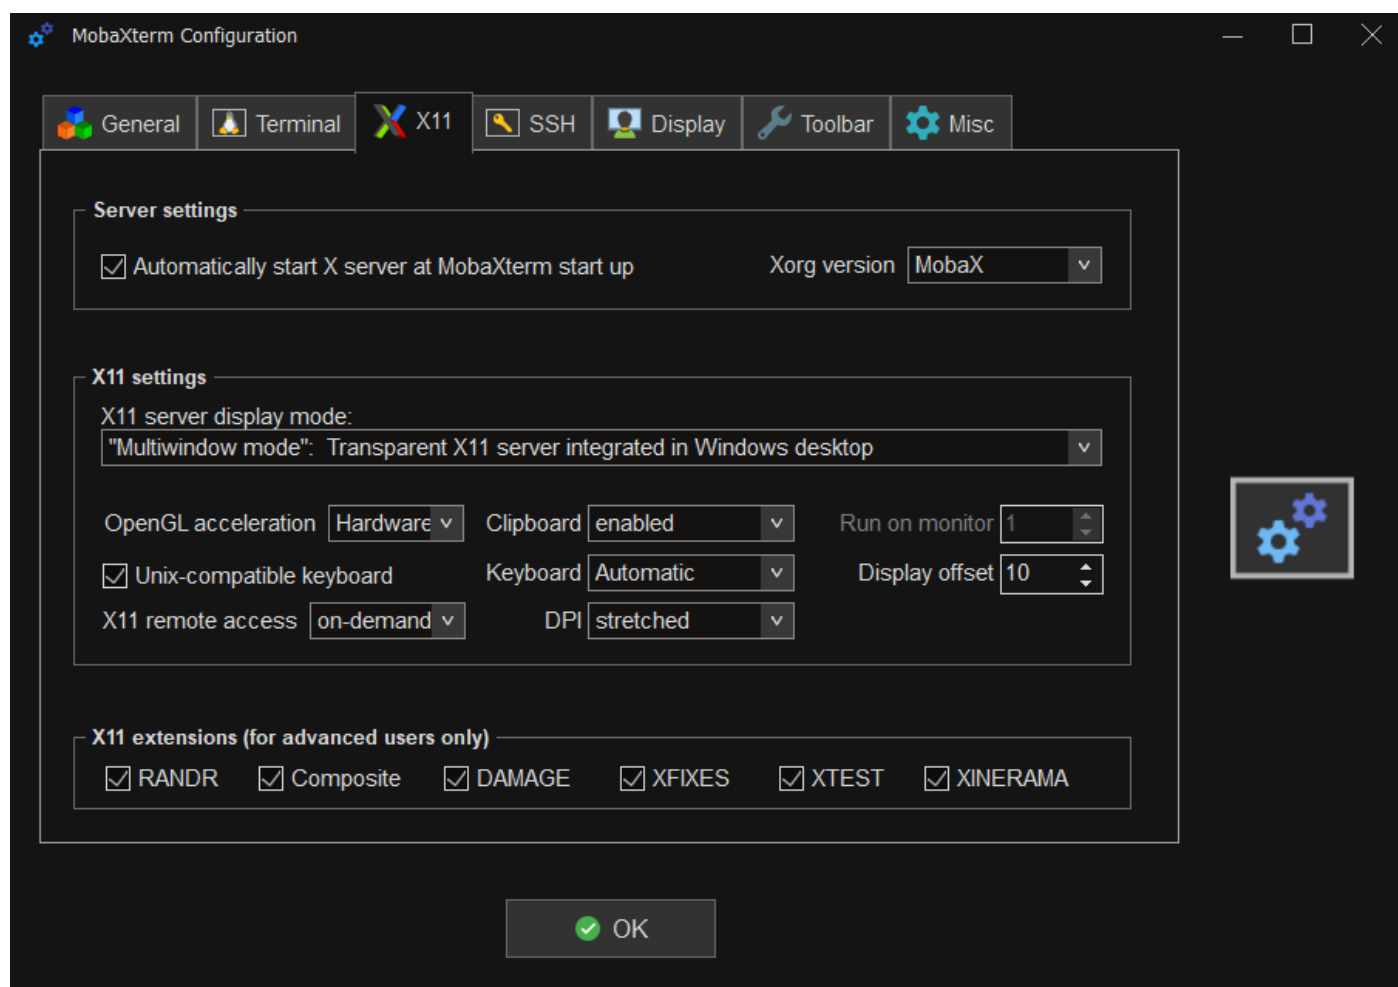 MobaXterm Configuration
General Terminal X11 SSH Display Toolbar Misc
Server settings
Automatically start X server at MobaXterm start up Xorg version MobaX
X11 settings
X11 server display mode:
"Multiwindow mode": Transparent X11 server integrated in Windows desktop
OpenGL acceleration Hardware Clipboard enabled Run on monitor 1
Unix-compatible keyboard Keyboard Automatic Display offset 10
X11 remote access on-demand DPI stretched
X11 extensions (for advanced users only)
RANDR Composite DAMAGE XFIXES XTEST XINERAMA
OK